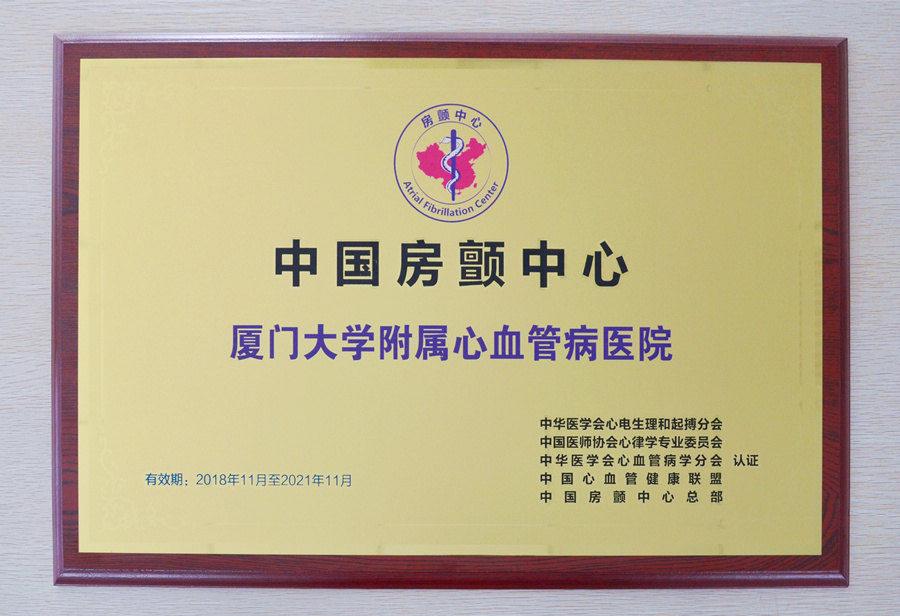 房颤中心
Atrial Fibrillation Center
中国房颤中心
厦门大学附属心血管病医院
中华医学会心电生理和起搏分会
中国医师协会心律学专业委员会
中华医学会心血管病学分会 认证
中国心血管健康联盟
中国房颤中心总部
有效期：2018年11月至2021年11月